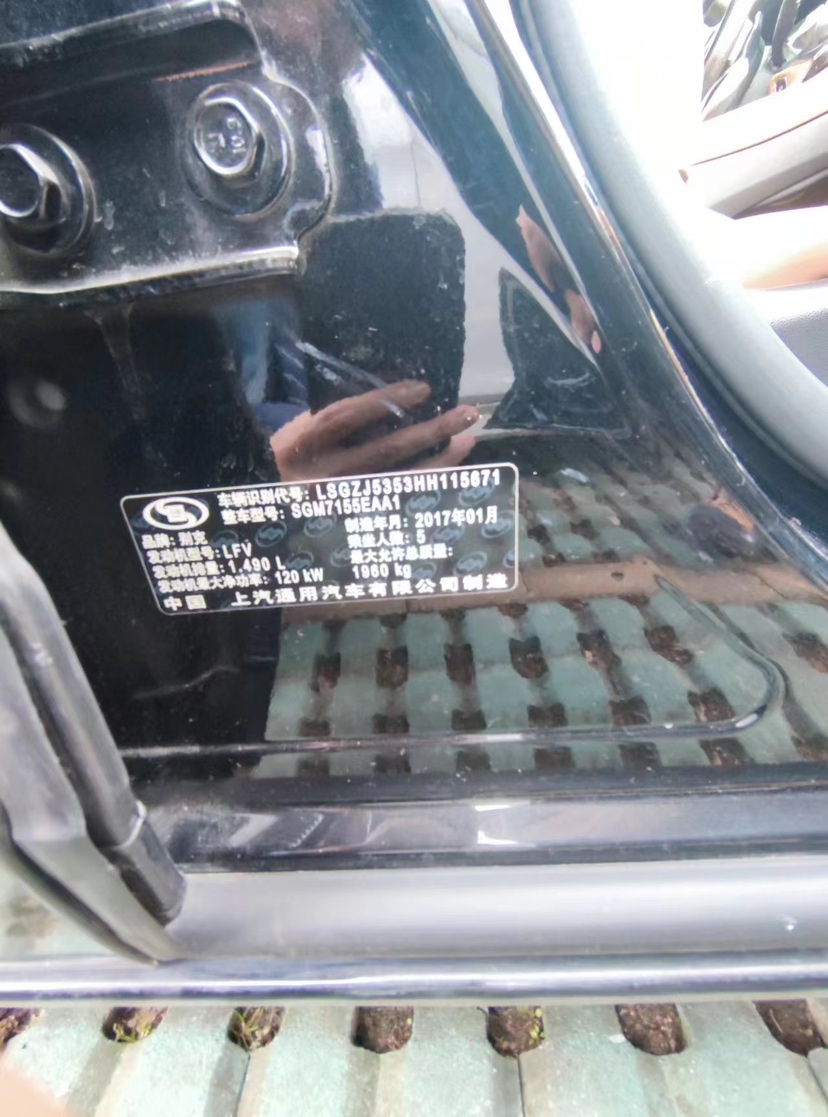 车辆识别代号: LSGZJ5353HH115671
整车型号: SGM7155EAA1
品牌: 别克 制造年月: 2017年01月
发动机型号: LFV 乘坐人数: 5
发动机排量: 1.490 L 最大允许总质量:
发动机最大净功率: 120 kW 1960 kg
中国 上汽通用汽车有限公司制造